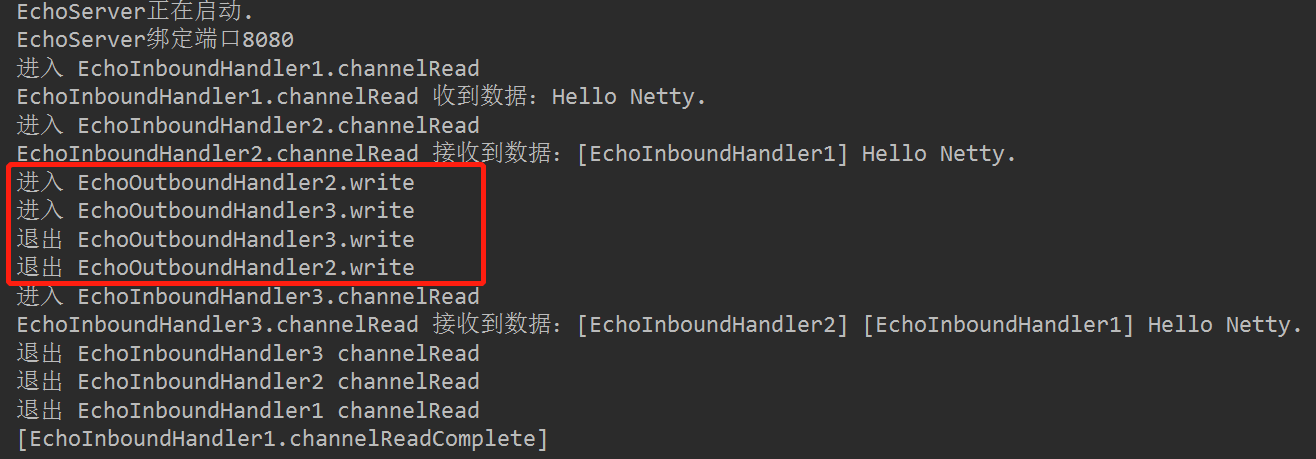 EchoServer正在启动.
EchoServer绑定端口8080
进入 EchoInboundHandler1.channelRead
EchoInboundHandler1.channelRead 收到数据：Hello Netty.
进入 EchoInboundHandler2.channelRead
EchoInboundHandler2.channelRead 接收到数据：[EchoInboundHandler1] Hello Netty.
进入 EchoOutboundHandler2.write
进入 EchoOutboundHandler3.write
退出 EchoOutboundHandler3.write
退出 EchoOutboundHandler2.write
进入 EchoInboundHandler3.channelRead
EchoInboundHandler3.channelRead 接收到数据：[EchoInboundHandler2] [EchoInboundHandler1] Hello Netty.
退出 EchoInboundHandler3 channelRead
退出 EchoInboundHandler2 channelRead
退出 EchoInboundHandler1 channelRead
[EchoInboundHandler1.channelReadComplete]